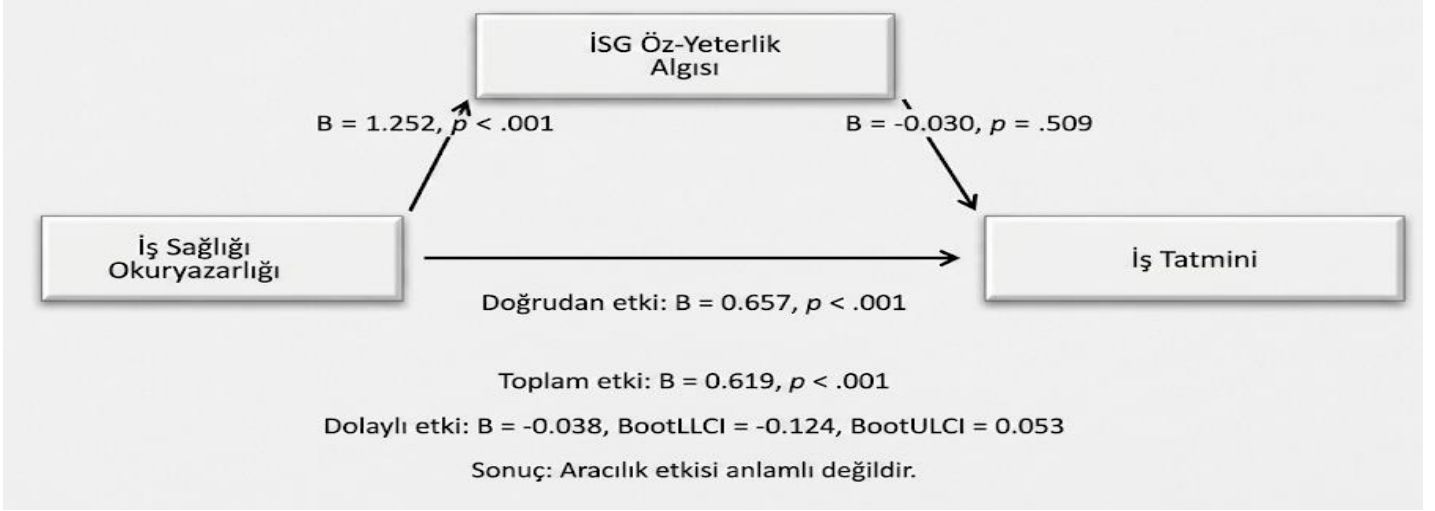 İSG Öz-Yeterlik
Algısı
B = 1.252, p < .001
B = -0.030, p = .509
İş Sağlığı
Okuryazarlığı
İş Tatmini
Doğrudan etki: B = 0.657, p < .001
Toplam etki: B = 0.619, p < .001
Dolaylı etki: B = -0.038, BootLLCI = -0.124, BootULCI = 0.053
Sonuç: Aracılık etkisi anlamlı değildir.